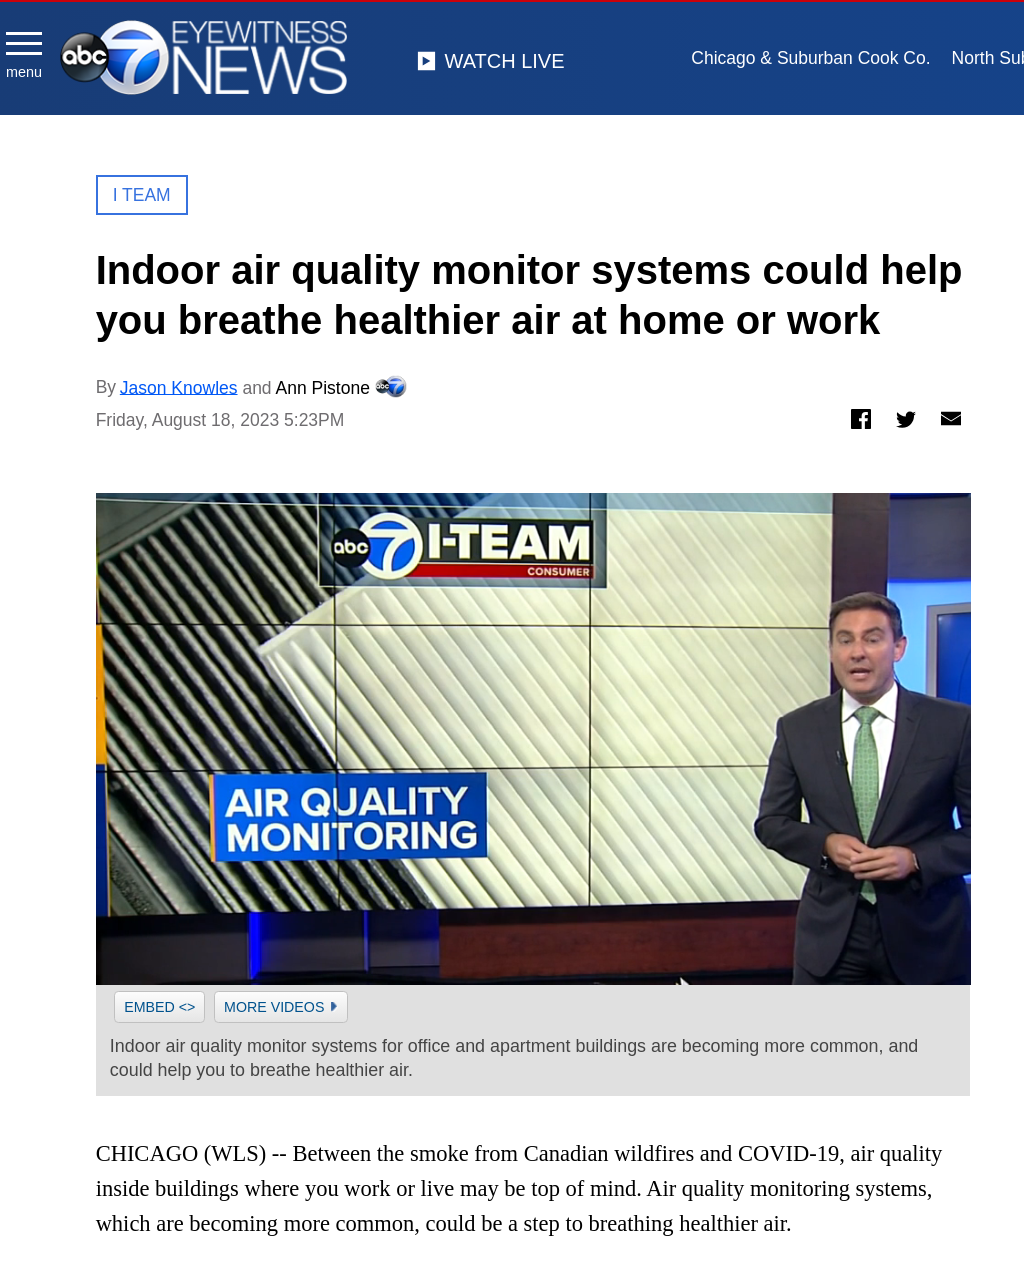 menu
abc 7 EYEWITNESS
NEWS
WATCH LIVE
Chicago & Suburban Cook Co.
North Sub
I TEAM
Indoor air quality monitor systems could help
you breathe healthier air at home or work
By Jason Knowles and Ann Pistone abc 7
Friday, August 18, 2023 5:23PM
abc 7 I-TEAM
CONSUMER
AIR QUALITY
MONITORING
EMBED <>
MORE VIDEOS
Indoor air quality monitor systems for office and apartment buildings are becoming more common, and
could help you to breathe healthier air.
CHICAGO (WLS) -- Between the smoke from Canadian wildfires and COVID-19, air quality
inside buildings where you work or live may be top of mind. Air quality monitoring systems,
which are becoming more common, could be a step to breathing healthier air.